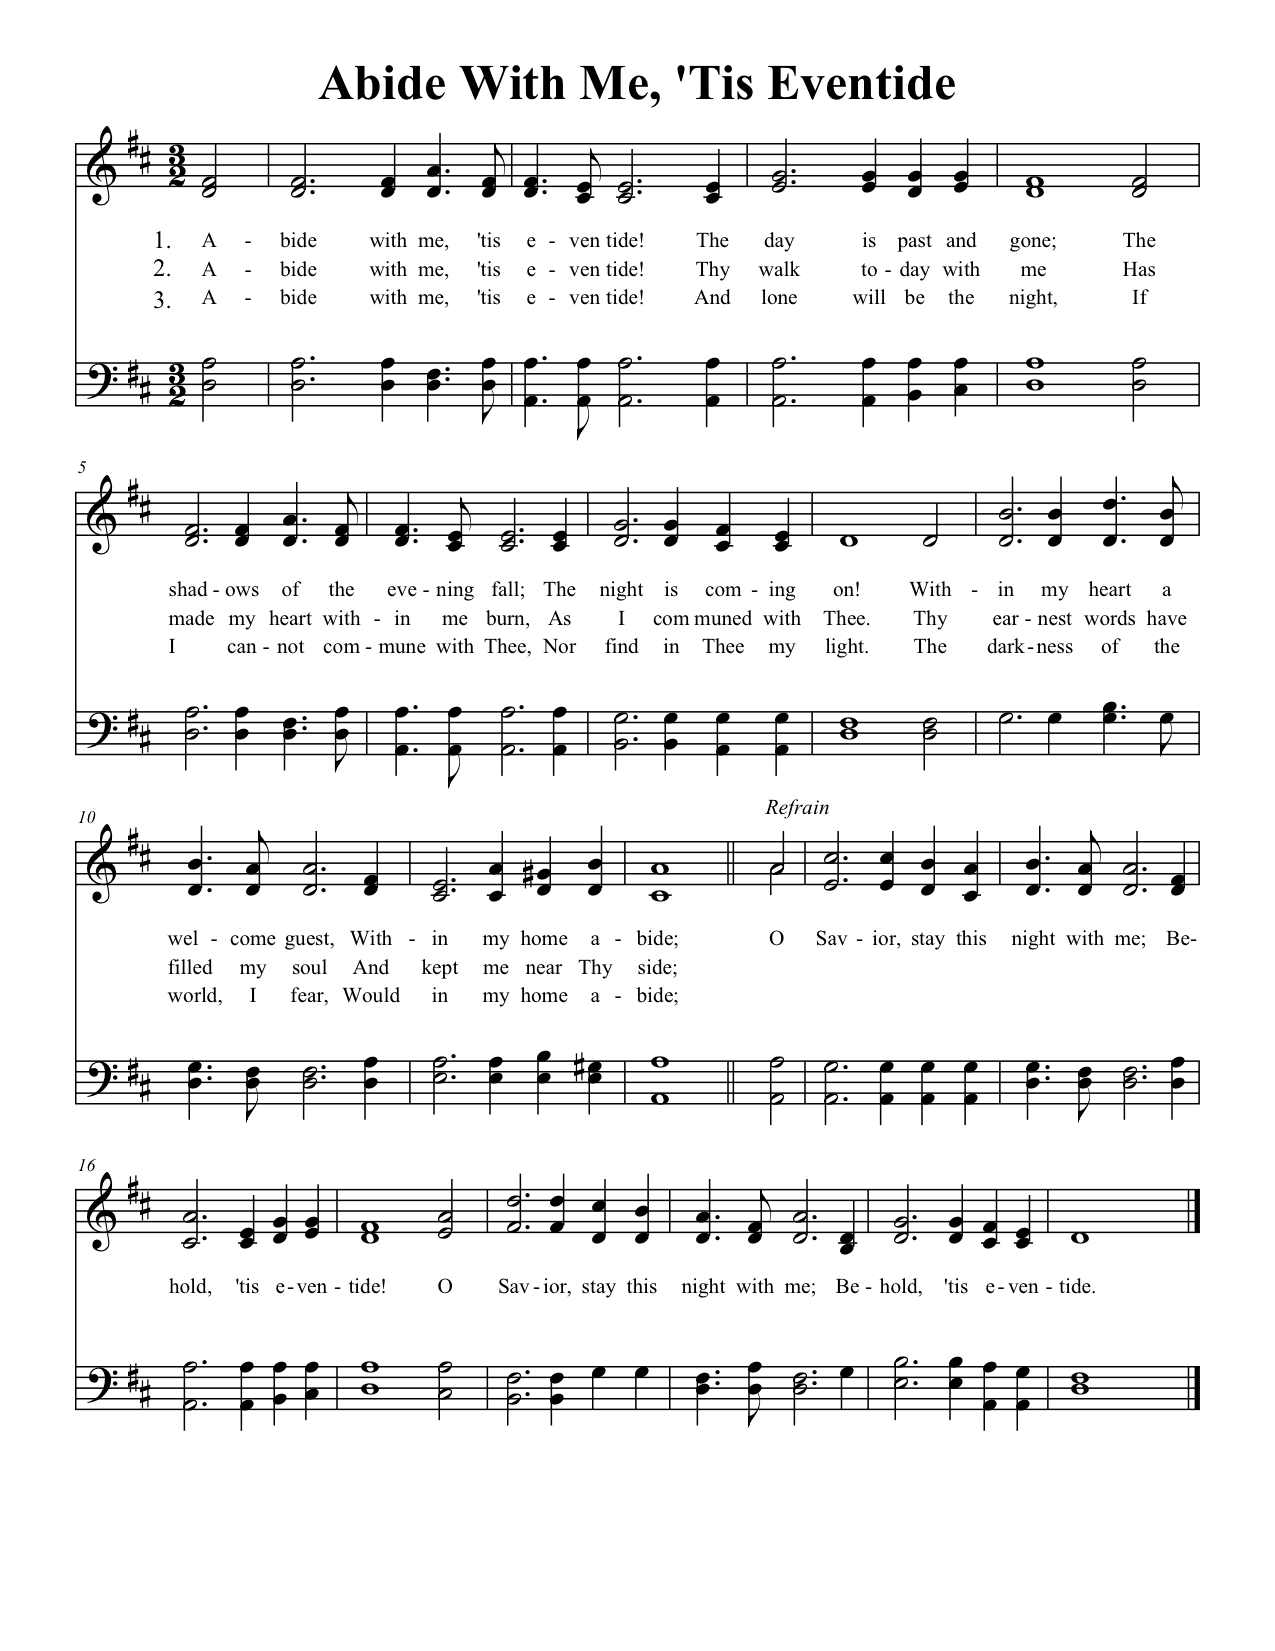 Abide With Me, 'Tis Eventide
1. A - bide with me, 'tis e - ven tide! The day is past and gone; The
2. A - bide with me, 'tis e - ven tide! Thy walk to - day with me Has
3. A - bide with me, 'tis e - ven tide! And lone will be the night, If
5
shad - ows of the eve - ning fall; The night is com - ing on! With - in my heart a
made my heart with - in me burn, As I com muned with Thee. Thy ear - nest words have
I can - not com - mune with Thee, Nor find in Thee my light. The dark - ness of the
10
Refrain
wel - come guest, With - in my home a - bide; O Sav - ior, stay this night with me; Be-
filled my soul And kept me near Thy side;
world, I fear, Would in my home a - bide;
16
hold, 'tis e - ven - tide! O Sav - ior, stay this night with me; Be - hold, 'tis e - ven - tide.